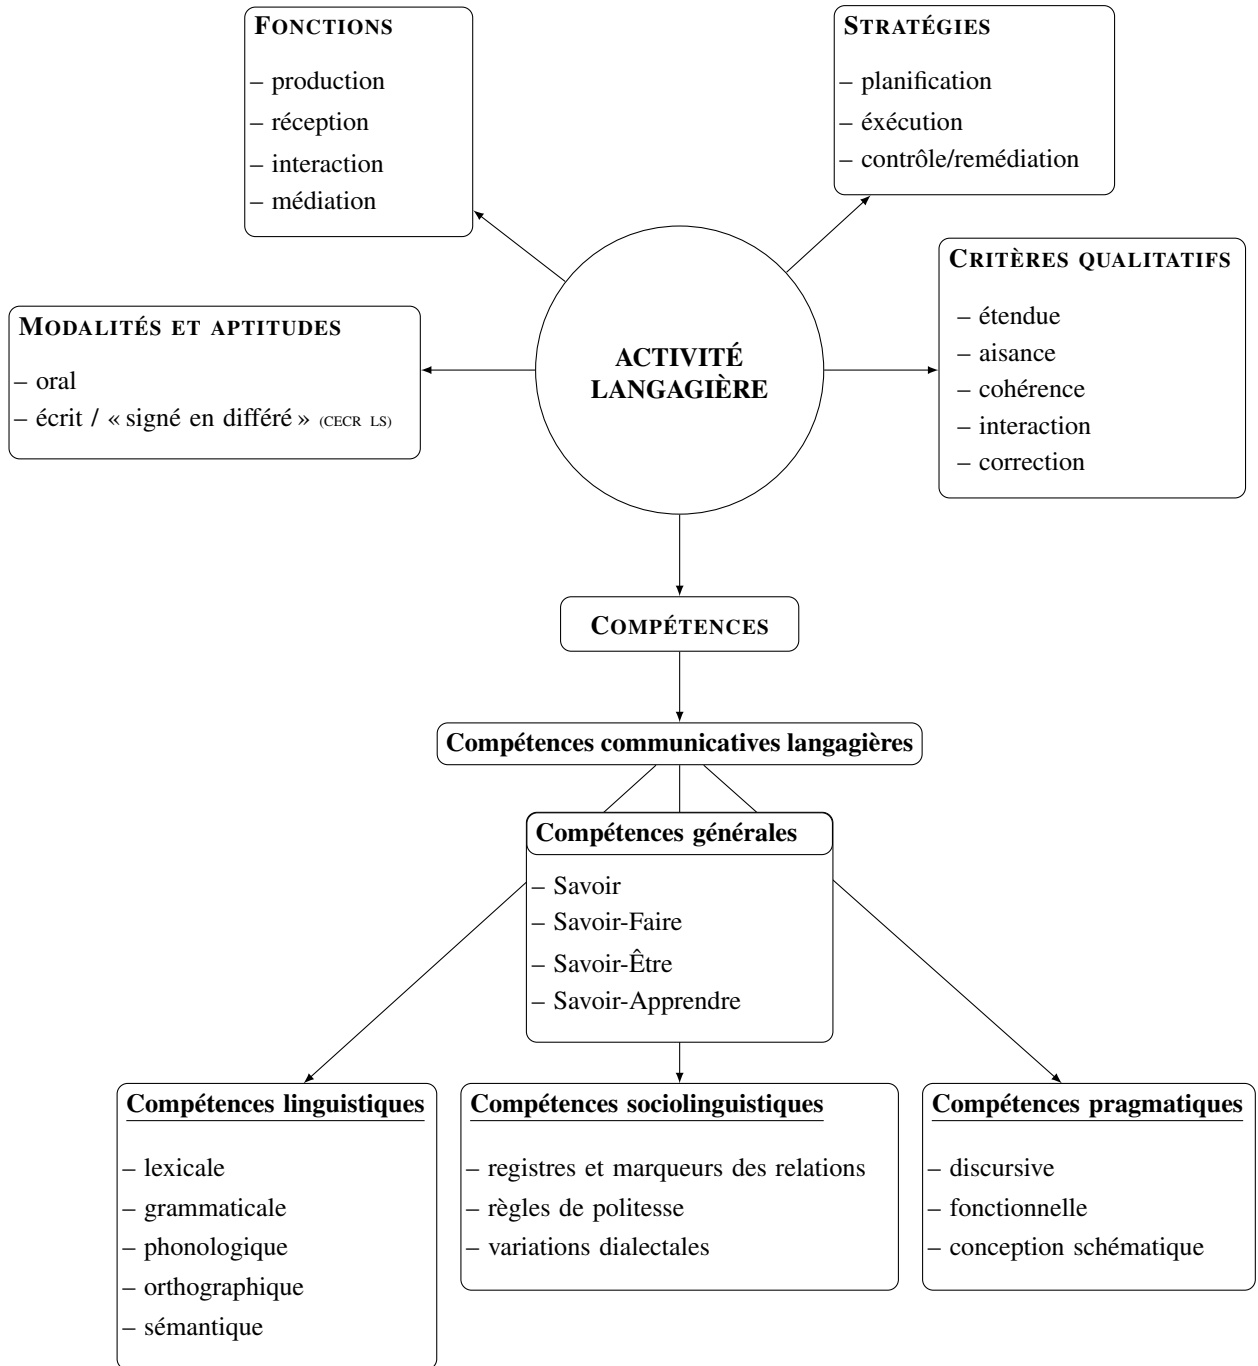 FONCTIONS
– production
– réception
– interaction
– médiation
STRATÉGIES
– planification
– éxécution
– contrôle/remédiation
CRITÈRES QUALITATIFS
– étendue
– aisance
– cohérence
– interaction
– correction
MODALITÉS ET APTITUDES
– oral
– écrit / « signé en différé » (CECR LS)
ACTIVITÉ
LANGAGIÈRE
COMPÉTENCES
Compétences communicatives langagières
Compétences générales
– Savoir
– Savoir-Faire
– Savoir-Être
– Savoir-Apprendre
Compétences linguistiques
– lexicale
– grammaticale
– phonologique
– orthographique
– sémantique
Compétences sociolinguistiques
– registres et marqueurs des relations
– règles de politesse
– variations dialectales
Compétences pragmatiques
– discursive
– fonctionnelle
– conception schématique